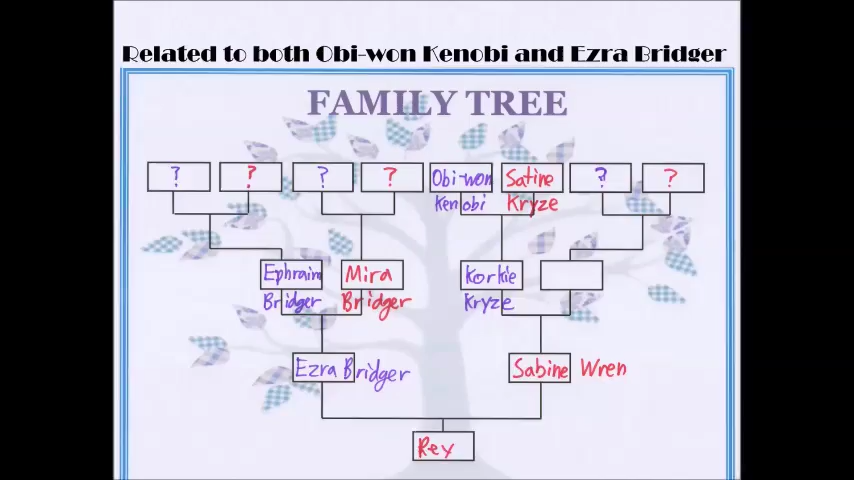 Related to both Obi-won Kenobi and Ezra Bridger
FAMILY TREE
? ? ? ? Obi-won Satine ? ?
Kenobi Kryze
Ephraim Mira Korkie
Bridger Bridger Kryze
Ezra Bridger Sabine Wren
Rey